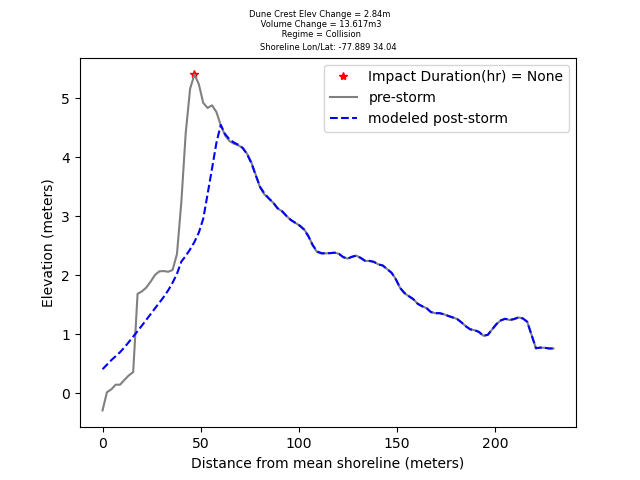 Dune Crest Elev Change = 2.84m
Volume Change = 13.617m3
Regime = Collision
Shoreline Lon/Lat: -77.889 34.04
Impact Duration(hr) = None
pre-storm
modeled post-storm
Elevation (meters)
5
4
3
2
1
0
0 50 100 150 200
Distance from mean shoreline (meters)